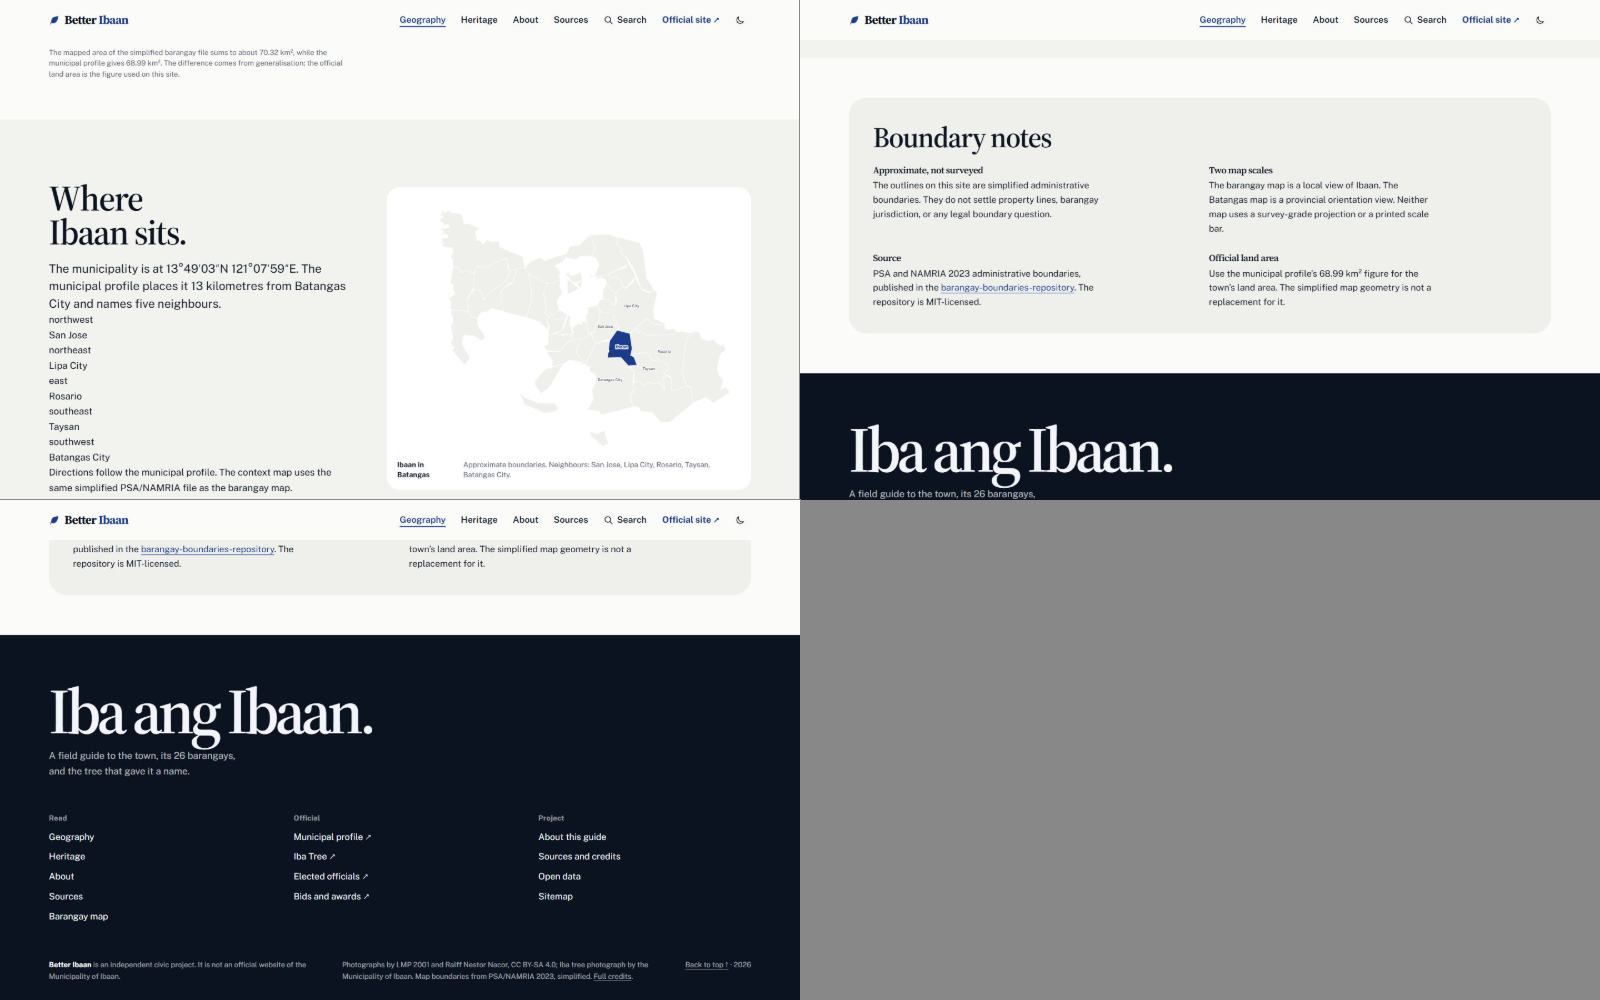 Better Ibaan
Geography Heritage About Sources Search Official site ↗
The mapped area of the simplified barangay file sums to about 70.32 km², while the
municipal profile gives 68.99 km². The difference comes from generalisation; the official
land area is the figure used on this site.
Where
Ibaan sits.
The municipality is at 13°49′03″N 121°07′59″E. The
municipal profile places it 13 kilometres from Batangas
City and names five neighbours.
northwest
San Jose
northeast
Lipa City
east
Rosario
southeast
Taysan
southwest
Batangas City
Directions follow the municipal profile. The context map uses the
same simplified PSA/NAMRIA file as the barangay map.
Lipa City
San Jose
Ibaan
Rosario
Taysan
Batangas City
Ibaan in
Batangas
Approximate boundaries. Neighbours: San Jose, Lipa City, Rosario, Taysan,
Batangas City.
Better Ibaan
Geography Heritage About Sources Search Official site ↗
Boundary notes
Approximate, not surveyed
The outlines on this site are simplified administrative
boundaries. They do not settle property lines, barangay
jurisdiction, or any legal boundary question.
Two map scales
The barangay map is a local view of Ibaan. The
Batangas map is a provincial orientation view. Neither
map uses a survey-grade projection or a printed scale
bar.
Source
PSA and NAMRIA 2023 administrative boundaries,
published in the barangay-boundaries-repository. The
repository is MIT-licensed.
Official land area
Use the municipal profile's 68.99 km² figure for the
town's land area. The simplified map geometry is not a
replacement for it.
Iba ang Ibaan.
A field guide to the town, its 26 barangays,
Better Ibaan
Geography Heritage About Sources Search Official site ↗
published in the barangay-boundaries-repository. The
repository is MIT-licensed.
town's land area. The simplified map geometry is not a
replacement for it.
Iba ang Ibaan.
A field guide to the town, its 26 barangays,
and the tree that gave it a name.
Read
Geography
Heritage
About
Sources
Barangay map
Official
Municipal profile ↗
Iba Tree ↗
Elected officials ↗
Bids and awards ↗
Project
About this guide
Sources and credits
Open data
Sitemap
Better Ibaan is an independent civic project. It is not an official website of the
Municipality of Ibaan.
Photographs by LMP 2001 and Ralff Nestor Nacor, CC BY-SA 4.0; Iba tree photograph by the
Municipality of Ibaan. Map boundaries from PSA/NAMRIA 2023, simplified. Full credits.
Back to top ↑ · 2026